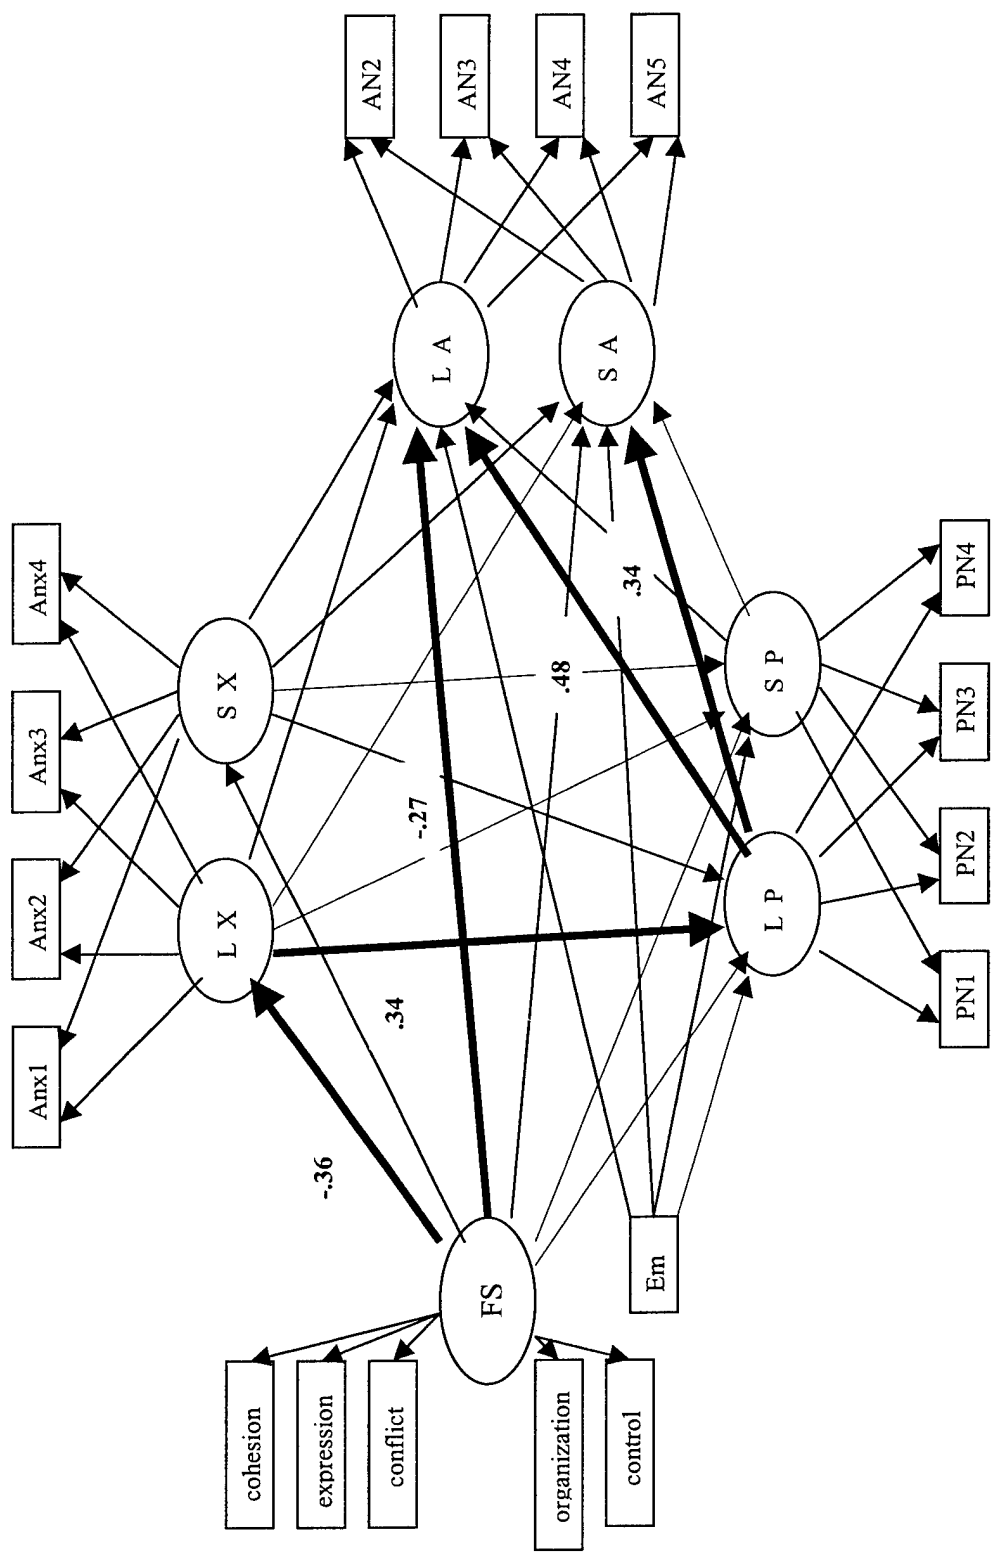 Anx1
Anx2
Anx3
Anx4
L X
S X
cohesion
expression
conflict
organization
control
FS
Em
-.36
.34
-.27
.48
.34
L A
S A
AN2
AN3
AN4
AN5
L P
S P
PN1
PN2
PN3
PN4